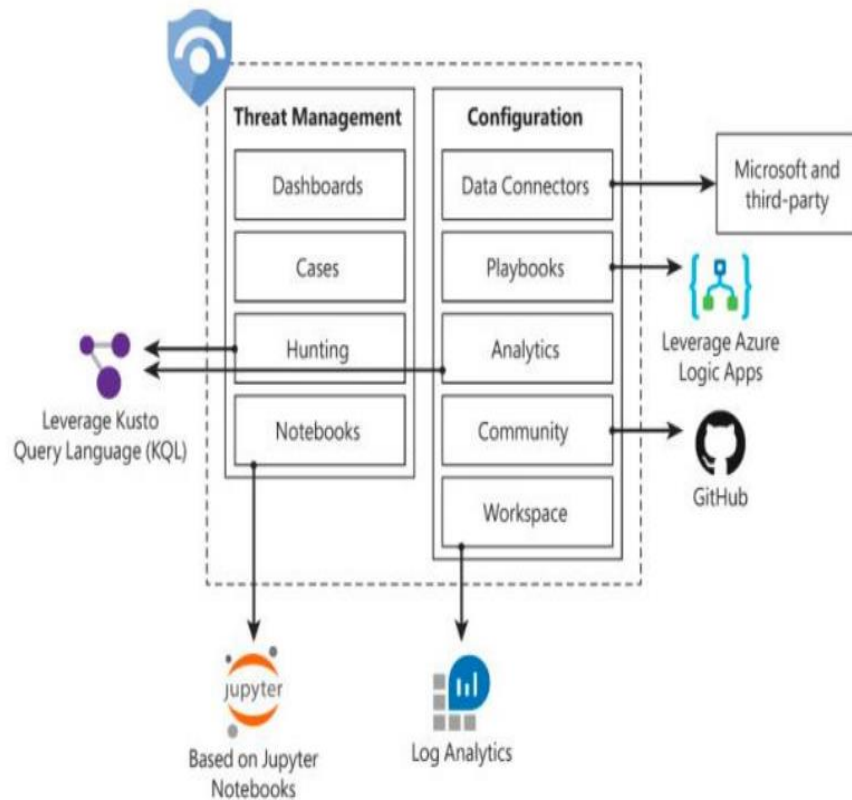 Threat Management
Configuration
Dashboards
Data Connectors
Microsoft and
third-party
Cases
Playbooks
Leverage Azure
Logic Apps
Hunting
Analytics
Leverage Kusto
Query Language (KQL)
Notebooks
Community
GitHub
Workspace
jupyter
Based on Jupyter
Notebooks
Log Analytics